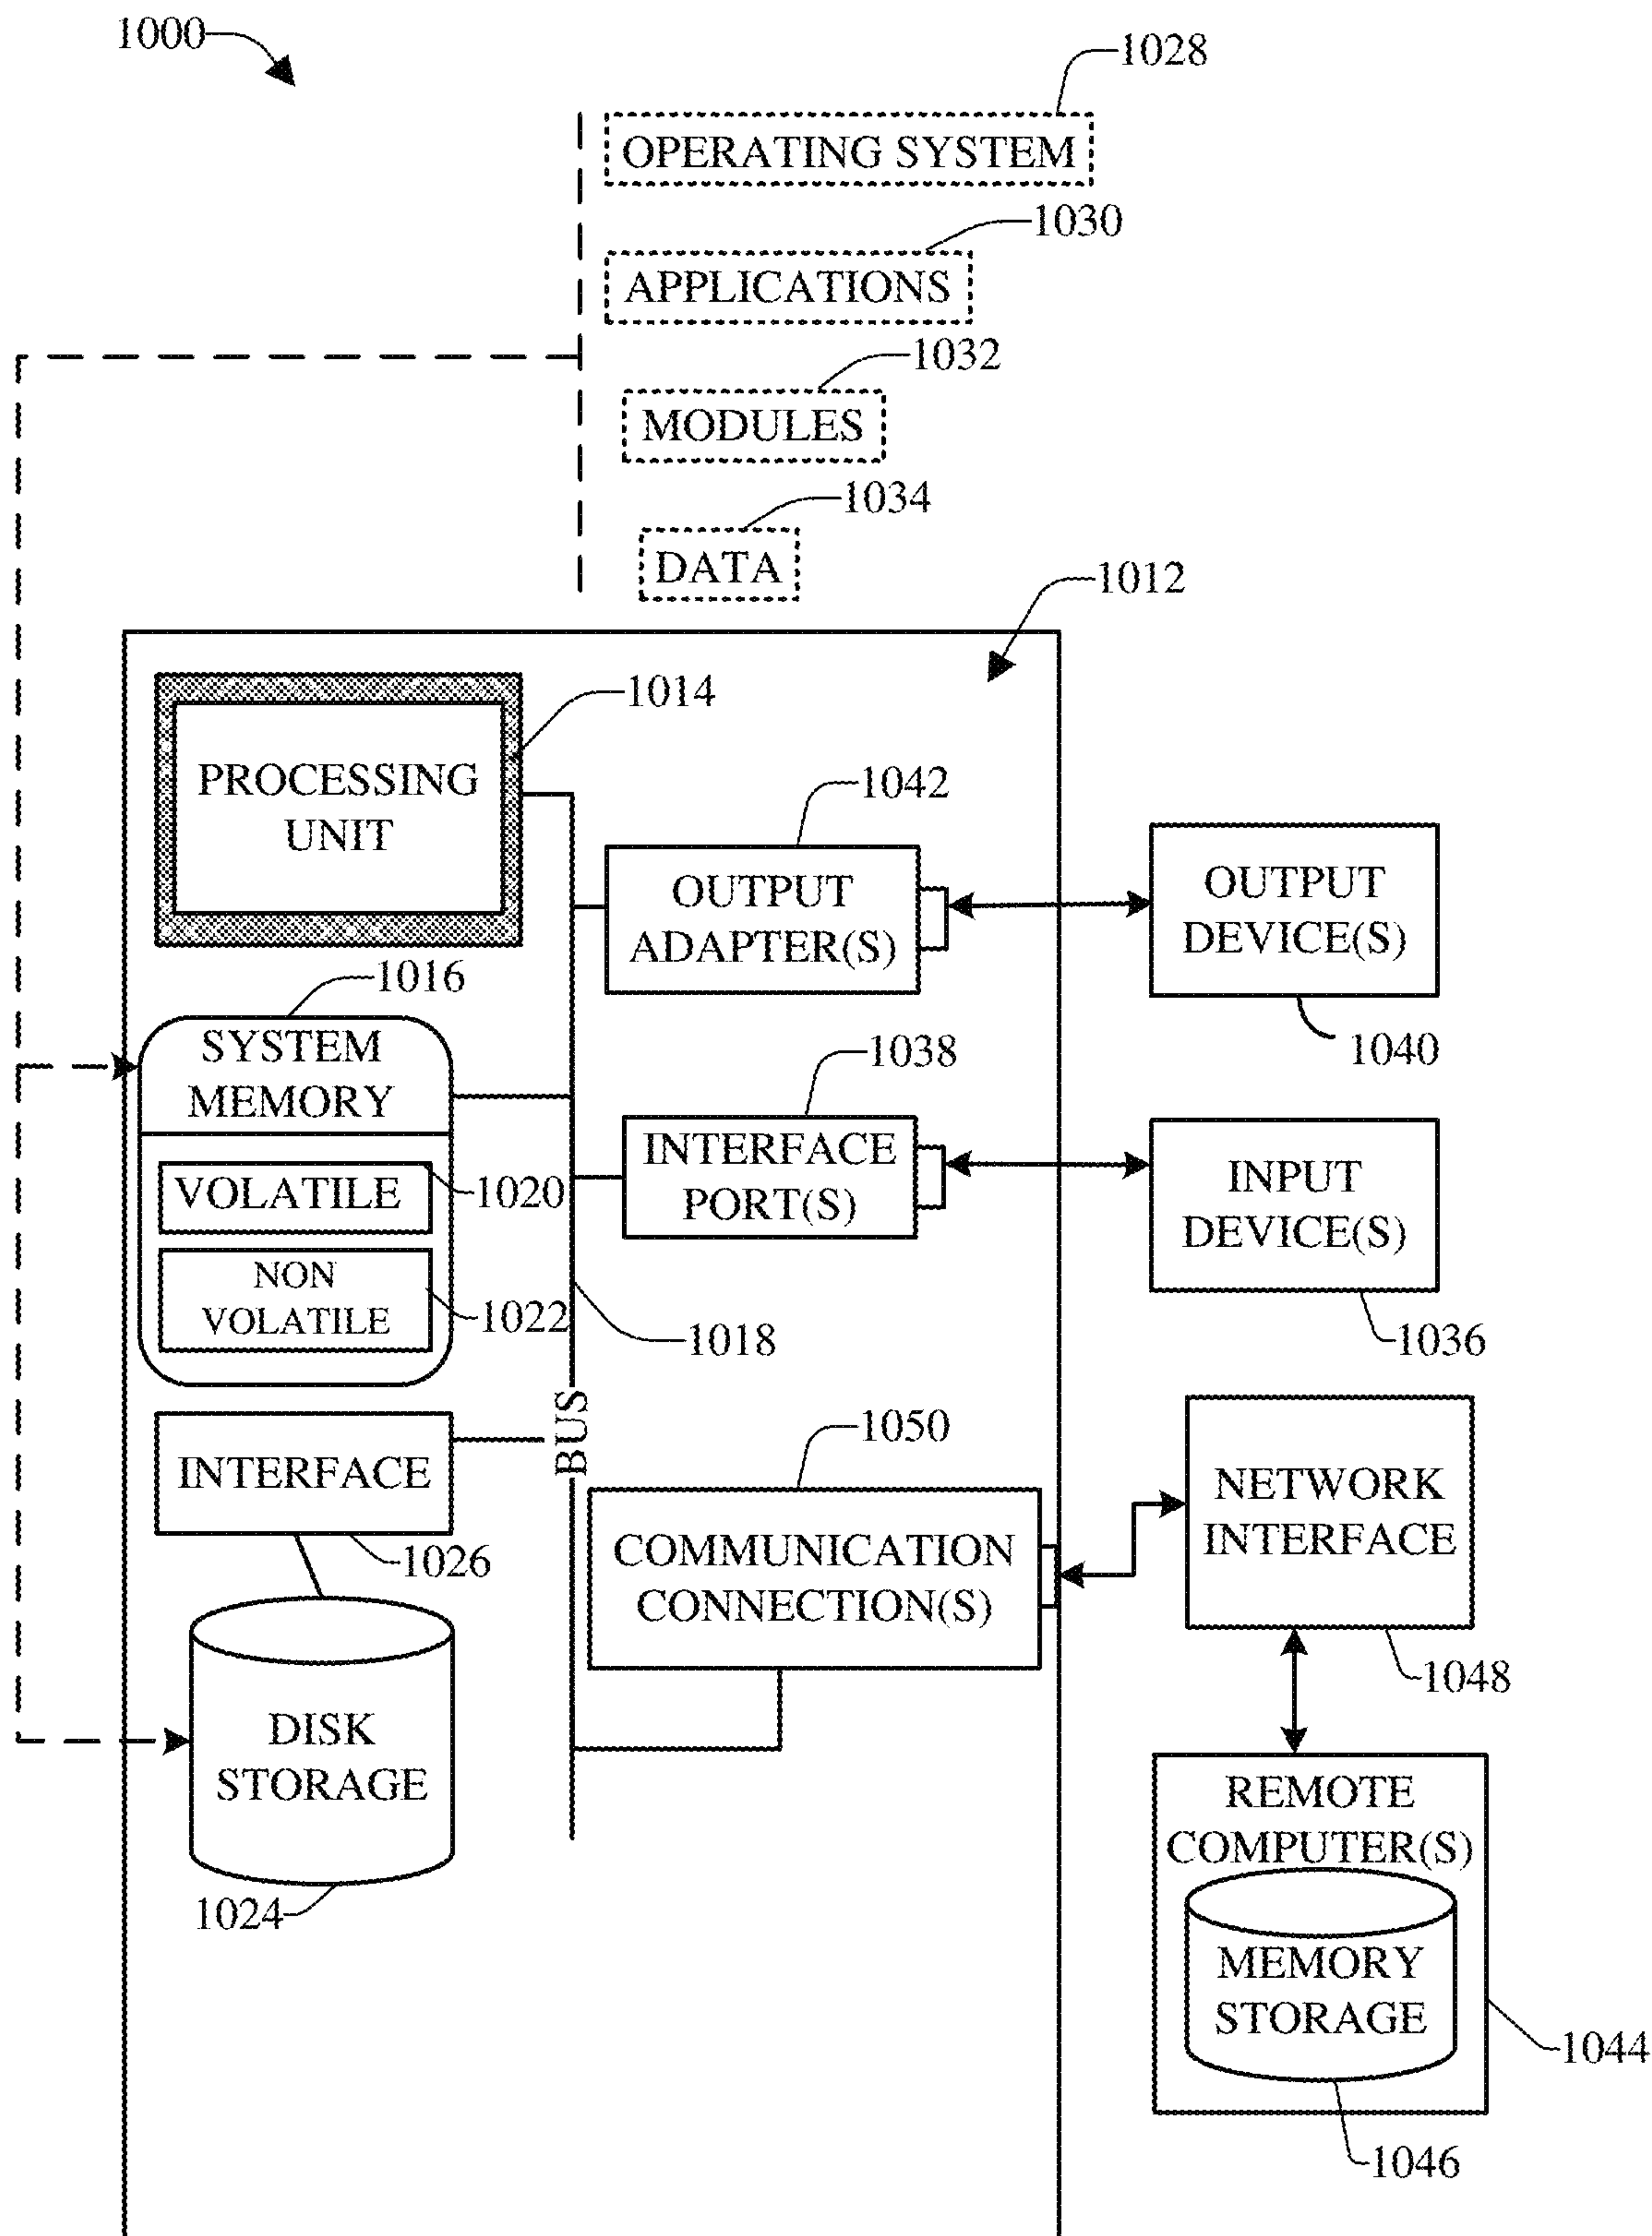 1000
1028
OPERATING SYSTEM
1030
APPLICATIONS
1032
MODULES
1034
DATA
1012
1014
PROCESSING
UNIT
1042
OUTPUT
ADAPTER(S)
OUTPUT
DEVICE(S)
1040
1016
SYSTEM
MEMORY
VOLATILE
1020
NON
VOLATILE
1022
1038
INTERFACE
PORT(S)
INPUT
DEVICE(S)
1036
1018
BUS
INTERFACE
1026
1050
COMMUNICATION
CONNECTION(S)
NETWORK
INTERFACE
1048
DISK
STORAGE
1024
REMOTE
COMPUTER(S)
MEMORY
STORAGE
1044
1046